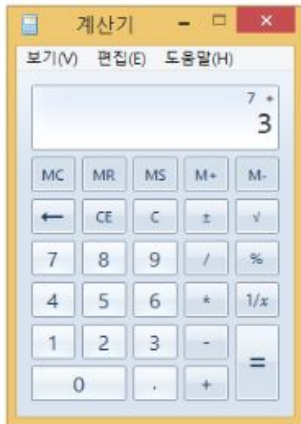 계산기
보기(V) 편집(E) 도움말(H)
7 +
3
MC MR MS M+ M-
← CE C ± √
7 8 9 / %
4 5 6 * 1/x
1 2 3 - =
0 . +